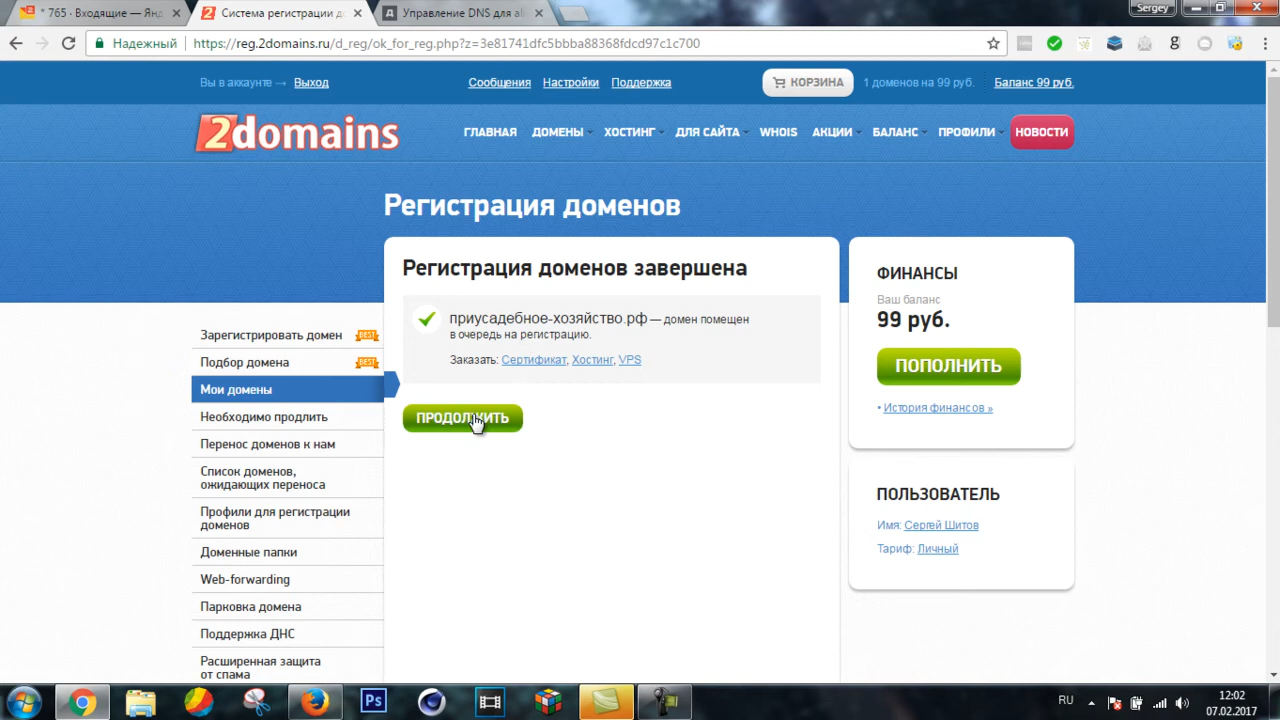 * 765 · Входящие — Янд
Система регистрации до
Управление DNS для al
Sergey
Надежный
https://reg.2domains.ru/d_reg/ok_for_reg.php?z=3e81741dfc5bbba88368fdcd97c1c700
Вы в аккаунте → Выход
Сообщения Настройки Поддержка
КОРЗИНА
1 доменов на 99 руб.
Баланс 99 руб.
2domains
ГЛАВНАЯ ДОМЕНЫ ХОСТИНГ ДЛЯ САЙТА WHOIS АКЦИИ БАЛАНС ПРОФИЛИ НОВОСТИ
Регистрация доменов
Зарегистрировать домен BEST
Подбор домена BEST
Мои домены
Необходимо продлить
Перенос доменов к нам
Список доменов,
ожидающих переноса
Профили для регистрации
доменов
Доменные папки
Web-forwarding
Парковка домена
Поддержка ДНС
Расширенная защита
от спама
Регистрация доменов завершена
приусадебное-хозяйство.рф — домен помещен
в очередь на регистрацию.
Заказать: Сертификат, Хостинг, VPS
ПРОДОЛЖИТЬ
ФИНАНСЫ
Ваш баланс
99 руб.
ПОПОЛНИТЬ
• История финансов »
ПОЛЬЗОВАТЕЛЬ
Имя: Сергей Шитов
Тариф: Личный
Ps
RU
12:02
07.02.2017